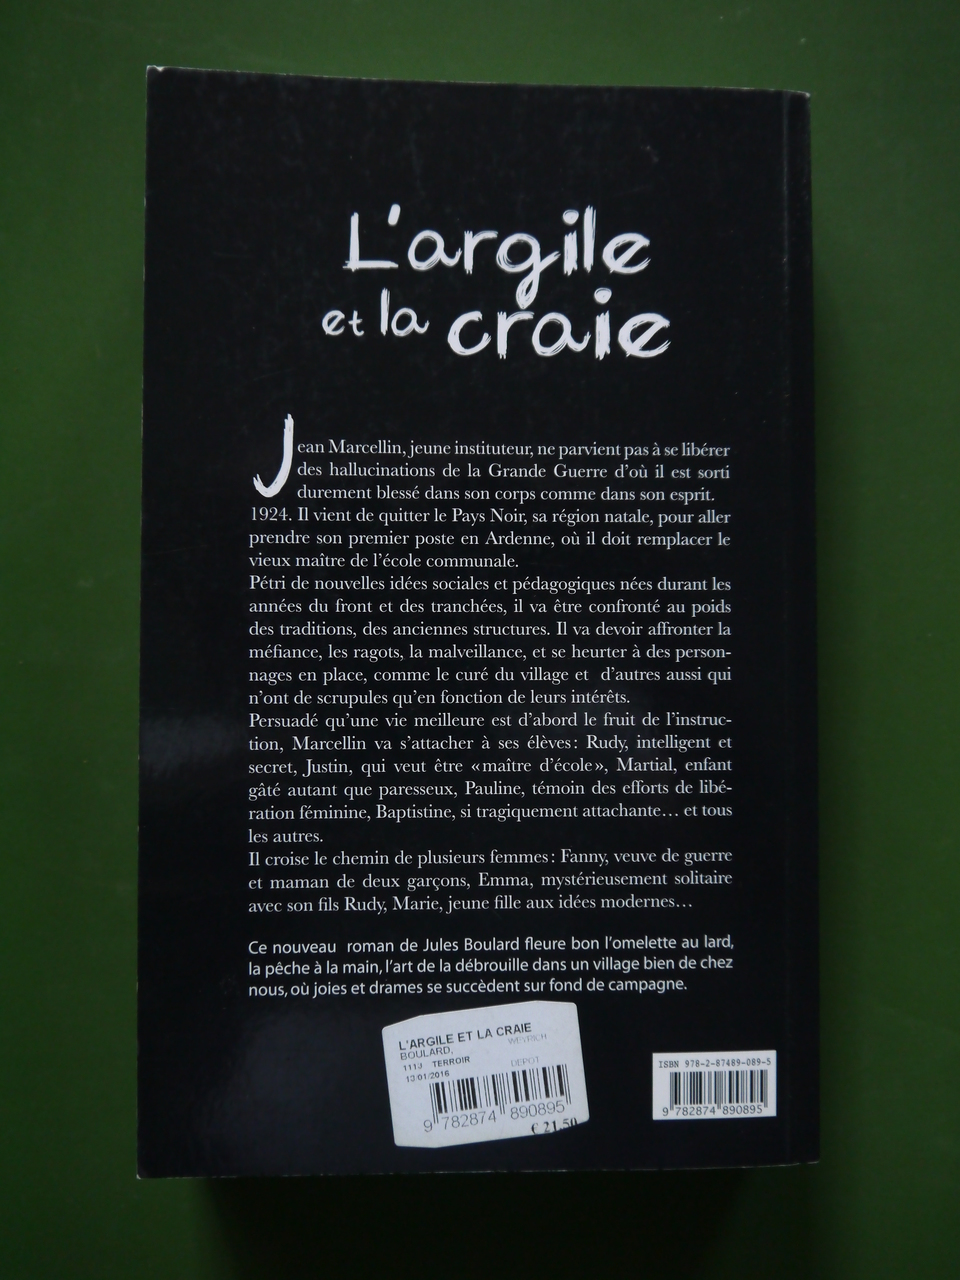 L'argile
et la craie
Jean Marcellin, jeune instituteur, ne parvient pas à se libérer
des hallucinations de la Grande Guerre d'où il est sorti
durement blessé dans son corps comme dans son esprit.
1924. Il vient de quitter le Pays Noir, sa région natale, pour aller
prendre son premier poste en Ardenne, où il doit remplacer le
vieux maître de l'école communale.
Pétri de nouvelles idées sociales et pédagogiques nées durant les
années du front et des tranchées, il va être confronté au poids
des traditions, des anciennes structures. Il va devoir affronter la
méfiance, les ragots, la malveillance, et se heurter à des person-
nages en place, comme le curé du village et d'autres aussi qui
n'ont de scrupules qu'en fonction de leurs intérêts.
Persuadé qu'une vie meilleure est d'abord le fruit de l'instruc-
tion, Marcellin va s'attacher à ses élèves : Rudy, intelligent et
secret, Justin, qui veut être « maître d'école », Martial, enfant
gâté autant que paresseux, Pauline, témoin des efforts de libé-
ration féminine, Baptistine, si tragiquement attachante… et tous
les autres.
Il croise le chemin de plusieurs femmes : Fanny, veuve de guerre
et maman de deux garçons, Emma, mystérieusement solitaire
avec son fils Rudy, Marie, jeune fille aux idées modernes…
Ce nouveau roman de Jules Boulard fleure bon l'omelette au lard,
la pêche à la main, l'art de la débrouille dans un village bien de chez
nous, où joies et drames se succèdent sur fond de campagne.
L'ARGILE ET LA CRAIE
BOULARD, WEYRICH
111J TERROIR DEPOT
13/01/2016
9 782874 890895
€ 21.50
ISBN 978-2-87489-089-5
9 782874 890895